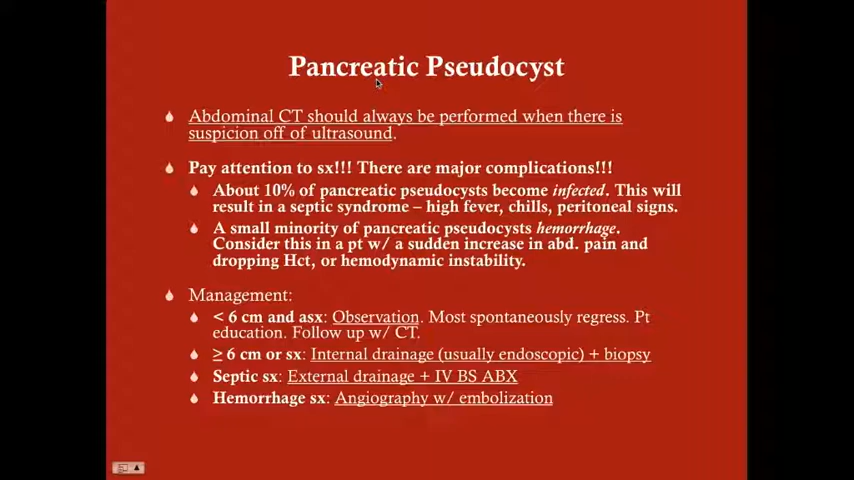 Pancreatic Pseudocyst
Abdominal CT should always be performed when there is
suspicion off of ultrasound.
Pay attention to sx!!! There are major complications!!!
About 10% of pancreatic pseudocysts become infected. This will
result in a septic syndrome – high fever, chills, peritoneal signs.
A small minority of pancreatic pseudocysts hemorrhage.
Consider this in a pt w/ a sudden increase in abd. pain and
dropping Hct, or hemodynamic instability.
Management:
< 6 cm and asx: Observation. Most spontaneously regress. Pt
education. Follow up w/ CT.
≥ 6 cm or sx: Internal drainage (usually endoscopic) + biopsy
Septic sx: External drainage + IV BS ABX
Hemorrhage sx: Angiography w/ embolization